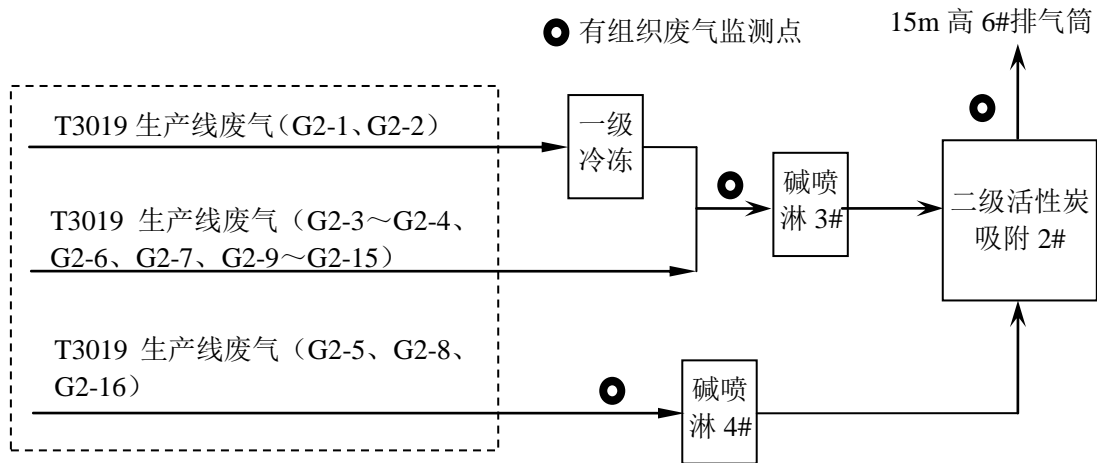 有组织废气监测点
15m 高 6#排气筒
T3019 生产线废气(G2-1、G2-2)
一级
冷冻
T3019 生产线废气（G2-3～G2-4、
G2-6、G2-7、G2-9～G2-15）
碱喷
淋 3#
二级活性炭
吸附 2#
T3019 生产线废气（G2-5、G2-8、
G2-16）
碱喷
淋 4#